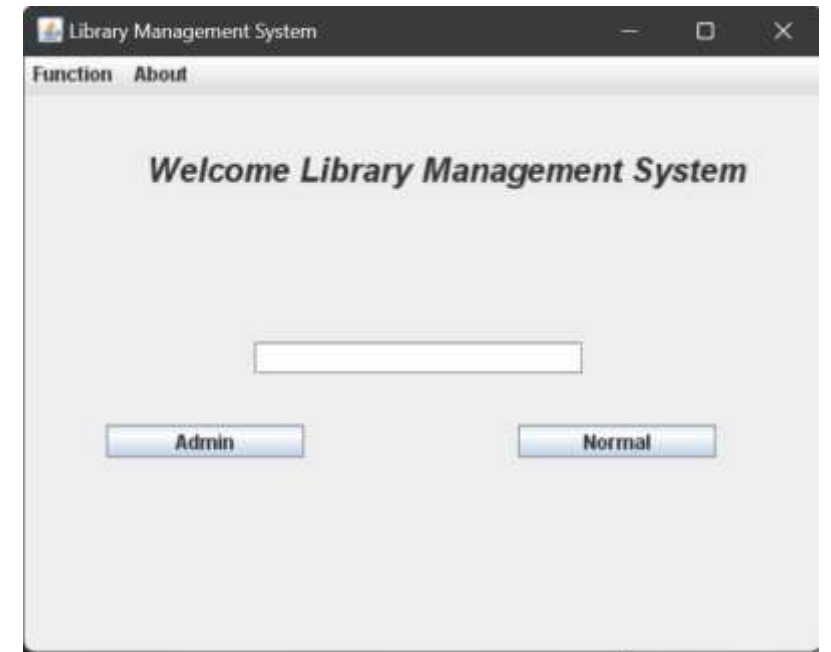 Library Management System
Function About
Welcome Library Management System
Admin Normal